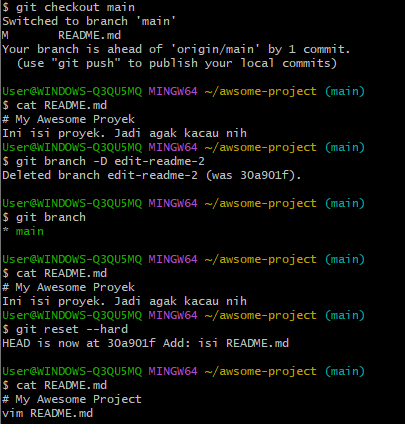 $ git checkout main
Switched to branch 'main'
M       README.md
Your branch is ahead of 'origin/main' by 1 commit.
  (use "git push" to publish your local commits)
User@WINDOWS-Q3QU5MQ MINGW64 ~/awsome-project (main)
$ cat README.md
# My Awesome Proyek
Ini isi proyek. Jadi agak kacau nih
User@WINDOWS-Q3QU5MQ MINGW64 ~/awsome-project (main)
$ git branch -D edit-readme-2
Deleted branch edit-readme-2 (was 30a901f).
User@WINDOWS-Q3QU5MQ MINGW64 ~/awsome-project (main)
$ git branch
* main
User@WINDOWS-Q3QU5MQ MINGW64 ~/awsome-project (main)
$ cat README.md
# My Awesome Proyek
Ini isi proyek. Jadi agak kacau nih
User@WINDOWS-Q3QU5MQ MINGW64 ~/awsome-project (main)
$ git reset --hard
HEAD is now at 30a901f Add: isi README.md
User@WINDOWS-Q3QU5MQ MINGW64 ~/awsome-project (main)
$ cat README.md
# My Awesome Project
vim README.md